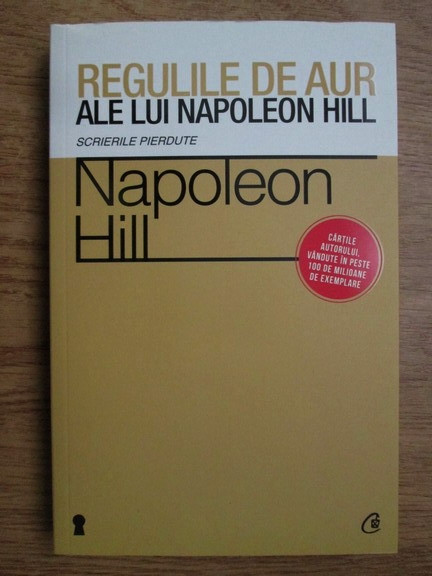 REGULILE DE AUR
ALE LUI NAPOLEON HILL
SCRIERILE PIERDUTE
Napoleon
Hill
CĂRȚILE
AUTORULUI,
VÂNDUTE ÎN PESTE
100 DE MILIOANE
DE EXEMPLARE